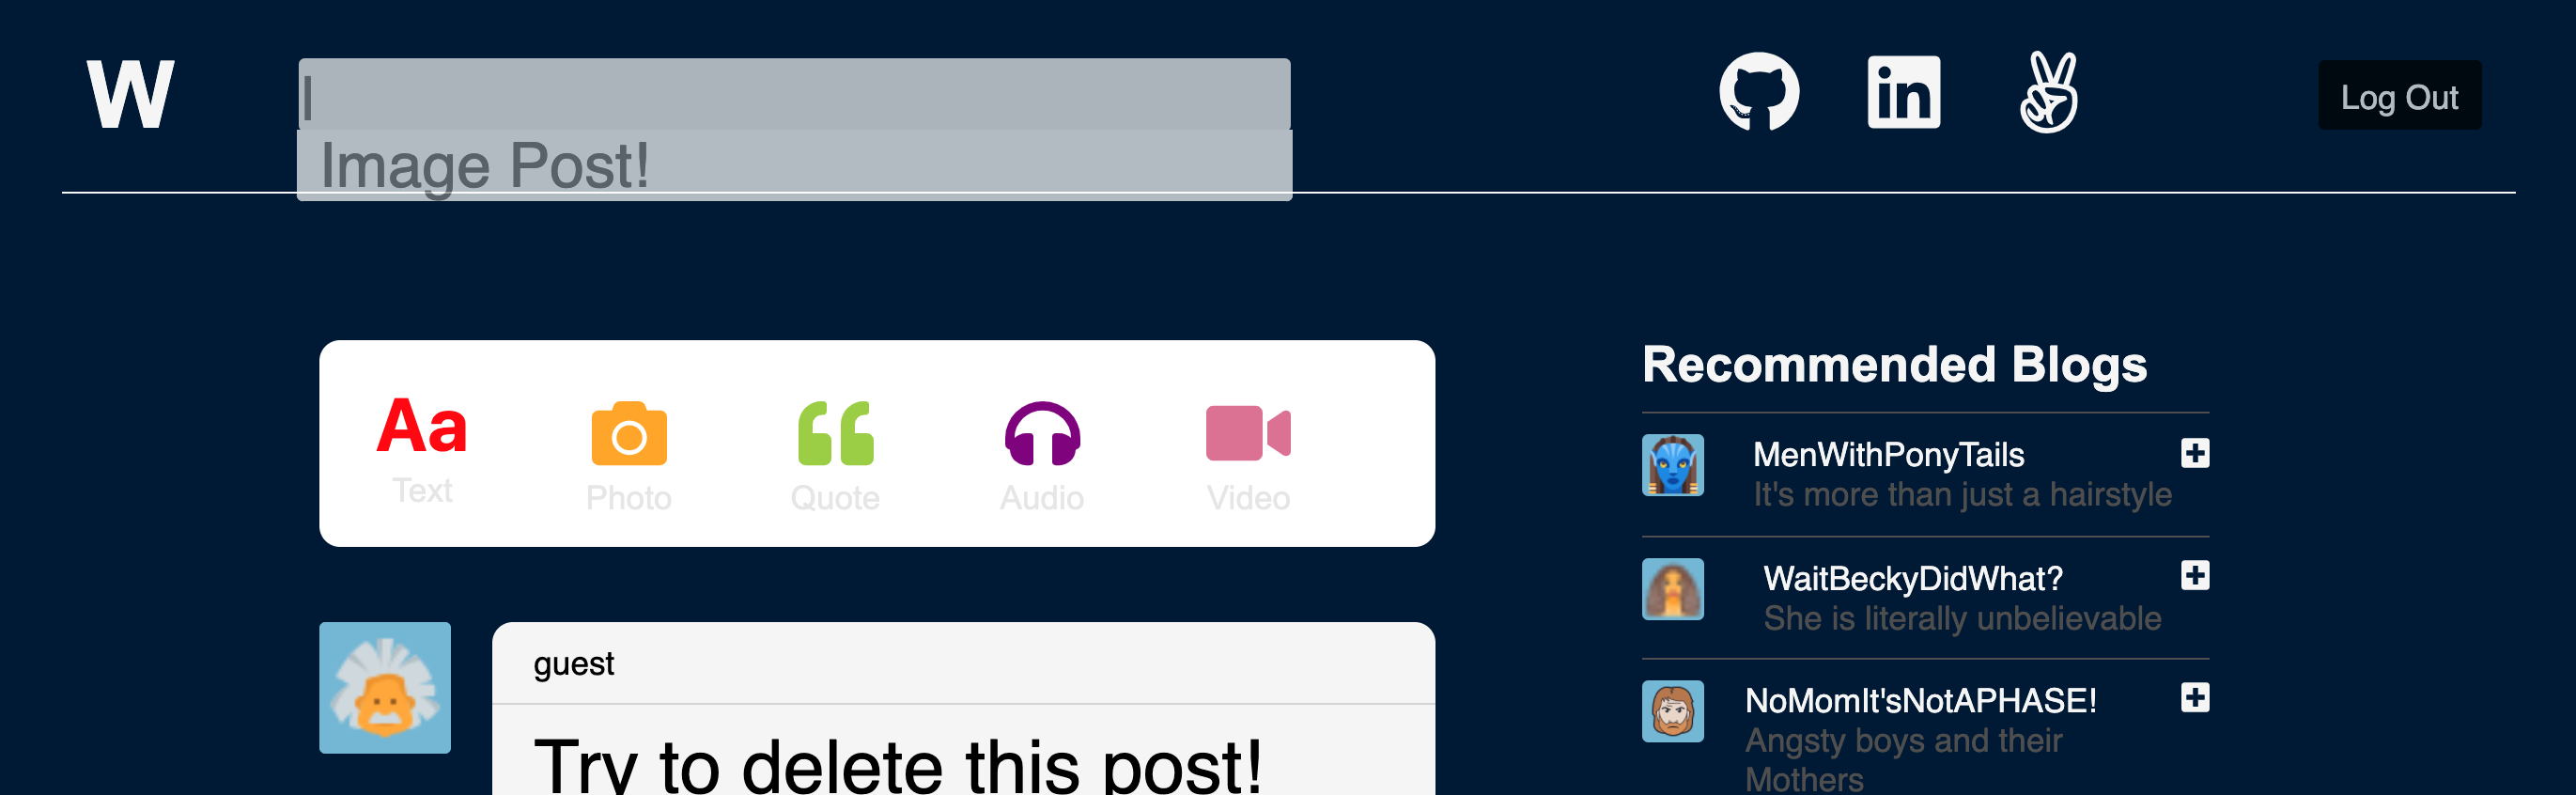 W
Image Post!
in
Log Out
Aa
Text
Photo
Quote
Audio
Video
guest
Try to delete this post!
Recommended Blogs
MenWithPonyTails
It's more than just a hairstyle
WaitBeckyDidWhat?
She is literally unbelievable
NoMomIt'sNotAPHASE!
Angsty boys and their
Mothers